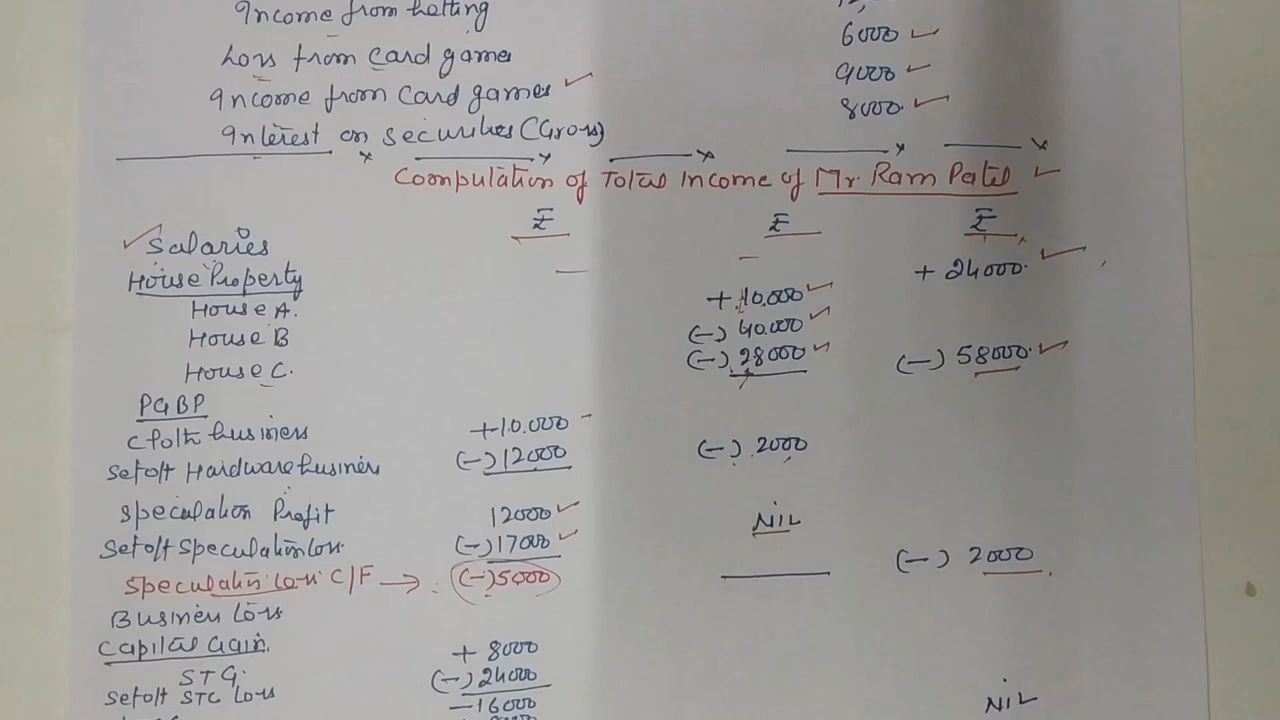 Income from betting
Loss from card games 6000
Income from card games 9000
Interest on securities (Gross) 8000
Computation of Total Income of Mr. Ram Patel
₹ ₹ ₹
Salaries + 24000
House Property
House A. + 10.000
House B (-) 40.000
House C. (-) 28000 (-) 58000
PGBP
Cloth business +10.000
Setoff Hardware business (-) 12000 (-) 2000
Speculation Profit 12000
Setoff Speculation loss (-) 17000 NIL
Speculation loss C/F → (-) 5000
Business Loss (-) 2000
Capital Gain
STG + 8000
Setoff STC Loss (-) 24000
-16000 NIL